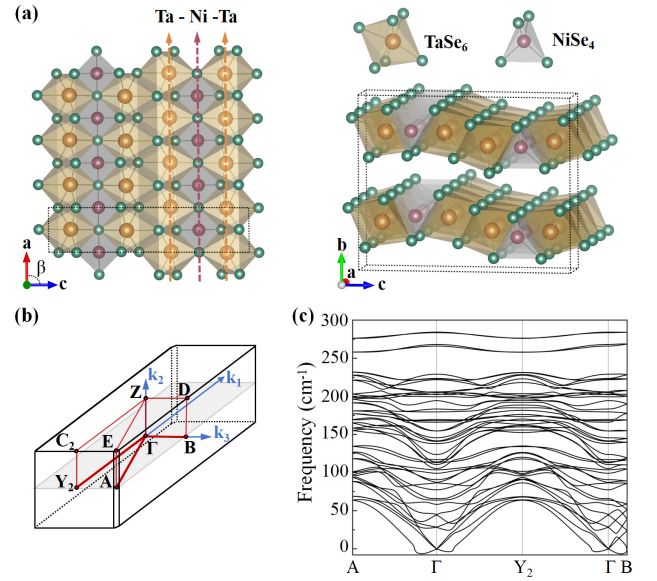 (a)
Ta - Ni -Ta
TaSe6
NiSe4
a
β
c
b
a
c
(b)
k2
k1
Z
D
C2
E
Γ
k3
B
Y2
A
(c)
Frequency (cm-1)
300
250
200
150
100
50
0
A
Γ
Y2
Γ
B